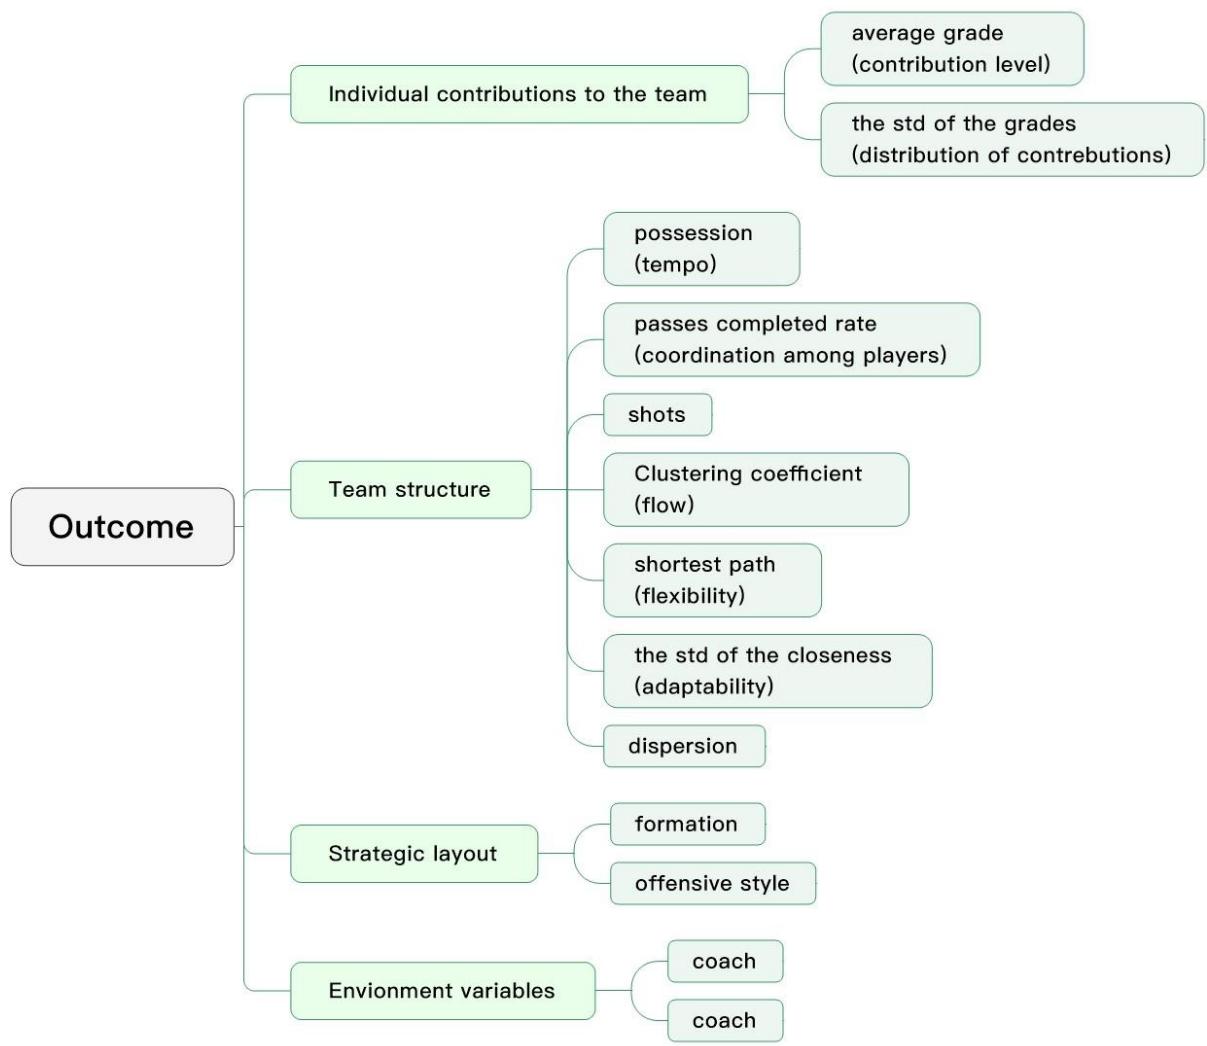 Outcome
Individual contributions to the team
average grade
(contribution level)
the std of the grades
(distribution of contrebutions)
Team structure
possession
(tempo)
passes completed rate
(coordination among players)
shots
Clustering coefficient
(flow)
shortest path
(flexibility)
the std of the closeness
(adaptability)
dispersion
Strategic layout
formation
offensive style
Envionment variables
coach
coach